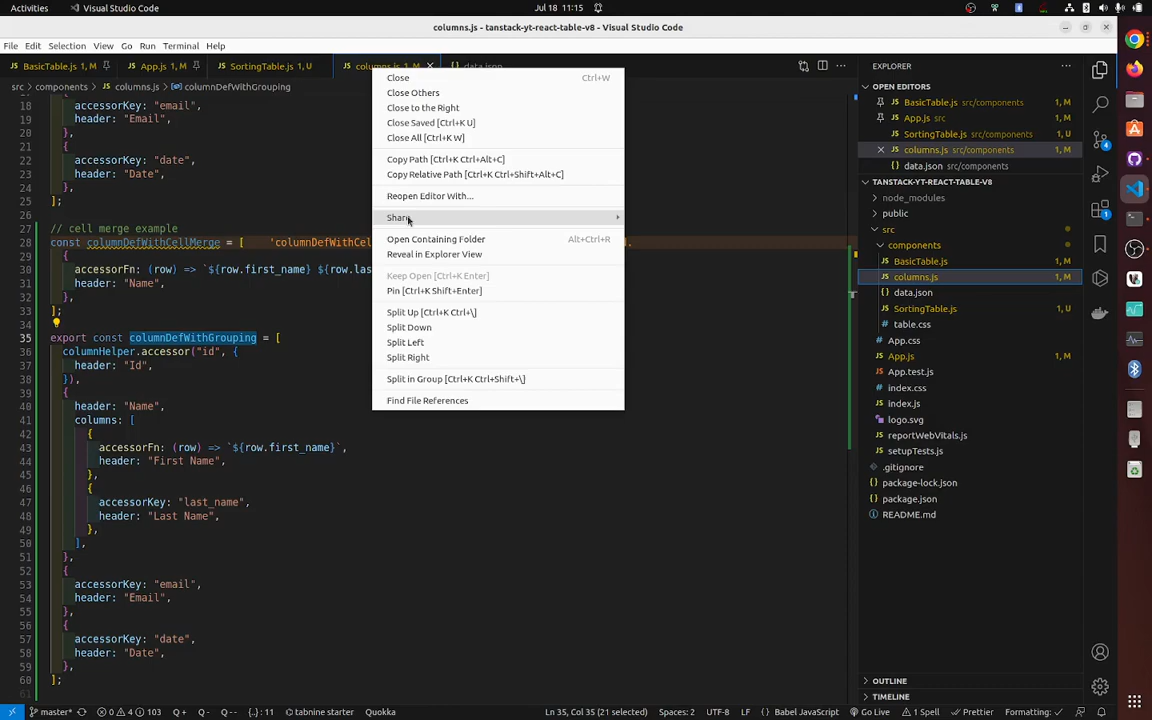 Activities
Visual Studio Code
Jul 18 11:15
columns.js - tanstack-yt-react-table-v8 - Visual Studio Code
File Edit Selection View Go Run Terminal Help
BasicTable.js 1, M
App.js 1, M
SortingTable.js 1, U
columns.js 1, M
data.json
src > components > columns.js > columnDefWithGrouping
18 accessorKey: "email",
19 header: "Email",
20 },
21 {
22 accessorKey: "date",
23 header: "Date",
24 },
25 ];
26
27 // cell merge example
28 const columnDefWithCellMerge = [ 'columnDefWithCel
29 {
30 accessorFn: (row) => `${row.first_name} ${row.las
31 header: "Name",
32 },
33 ];
35 export const columnDefWithGrouping = [
36 columnHelper.accessor("id", {
37 header: "Id",
38 }),
39 {
40 header: "Name",
41 columns: [
42 {
43 accessorFn: (row) => `${row.first_name}`,
44 header: "First Name",
45 },
46 {
47 accessorKey: "last_name",
48 header: "Last Name",
49 },
50 ],
51 },
52 {
53 accessorKey: "email",
54 header: "Email",
55 },
56 {
57 accessorKey: "date",
58 header: "Date",
59 },
60 ];
61
Close Ctrl+W
Close Others
Close to the Right
Close Saved [Ctrl+K U]
Close All [Ctrl+K W]
Copy Path [Ctrl+K Ctrl+Alt+C]
Copy Relative Path [Ctrl+K Ctrl+Shift+Alt+C]
Reopen Editor With...
Share
Open Containing Folder Alt+Ctrl+R
Reveal in Explorer View
Keep Open [Ctrl+K Enter]
Pin [Ctrl+K Shift+Enter]
Split Up [Ctrl+K Ctrl+\]
Split Down
Split Left
Split Right
Split in Group [Ctrl+K Ctrl+Shift+\]
Find File References
EXPLORER
OPEN EDITORS
BasicTable.js src/components 1, M
App.js src 1, M
SortingTable.js src/components 1, U
columns.js src/components 1, M
data.json src/components
TANSTACK-YT-REACT-TABLE-V8
node_modules
public
src
components
BasicTable.js 1, M
columns.js 1, M
data.json
SortingTable.js 1, U
table.css
App.css
App.js 1, M
App.test.js
index.css
index.js
logo.svg
reportWebVitals.js
setupTests.js
.gitignore
package-lock.json
package.json
README.md
OUTLINE
TIMELINE
master* 0 4 103 Q + Q - Q -- {..} : 11 tabnine starter Quokka Ln 35, Col 35 (21 selected) Spaces: 2 UTF-8 LF Babel JavaScript Go Live 1 Spell Prettier Formatting: ✓